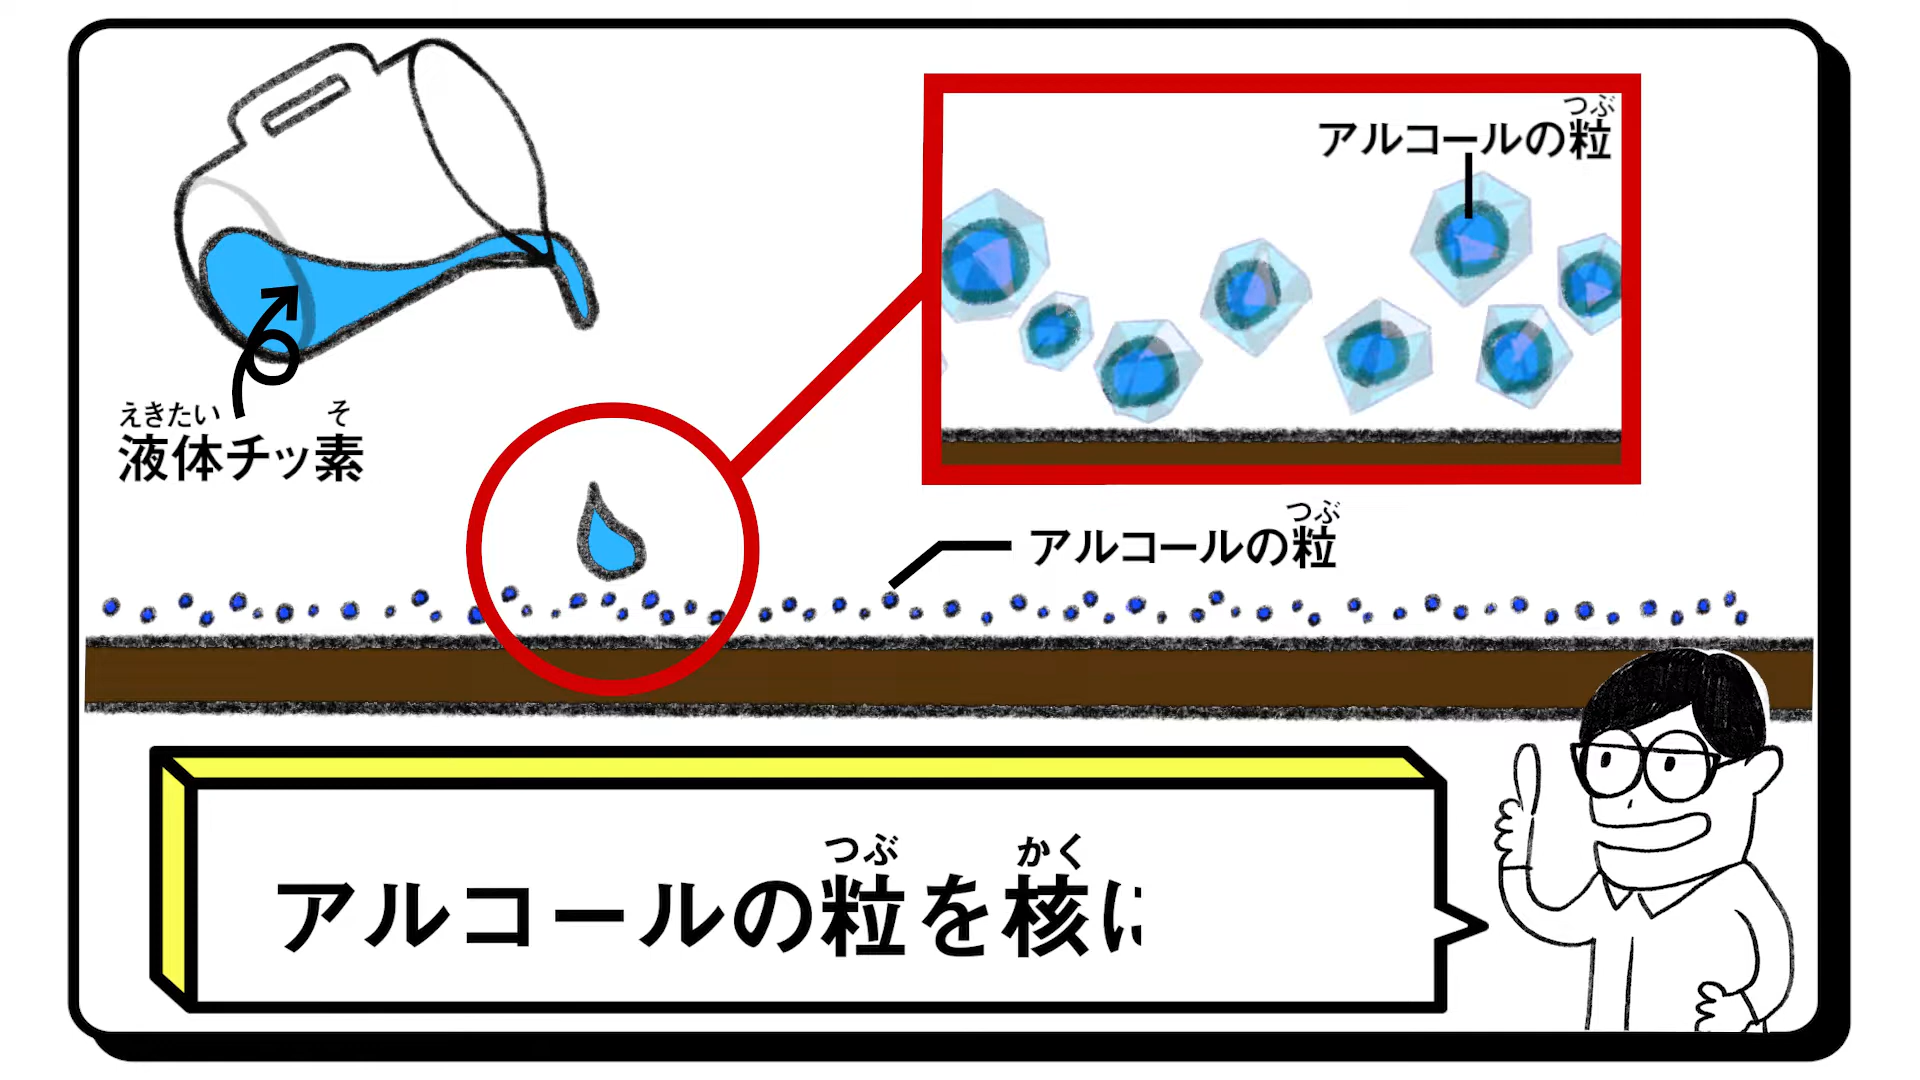 つぶ
アルコールの粒
えきたい そ
液体チッ素
つぶ
アルコールの粒
つぶ かく
アルコールの粒を核に